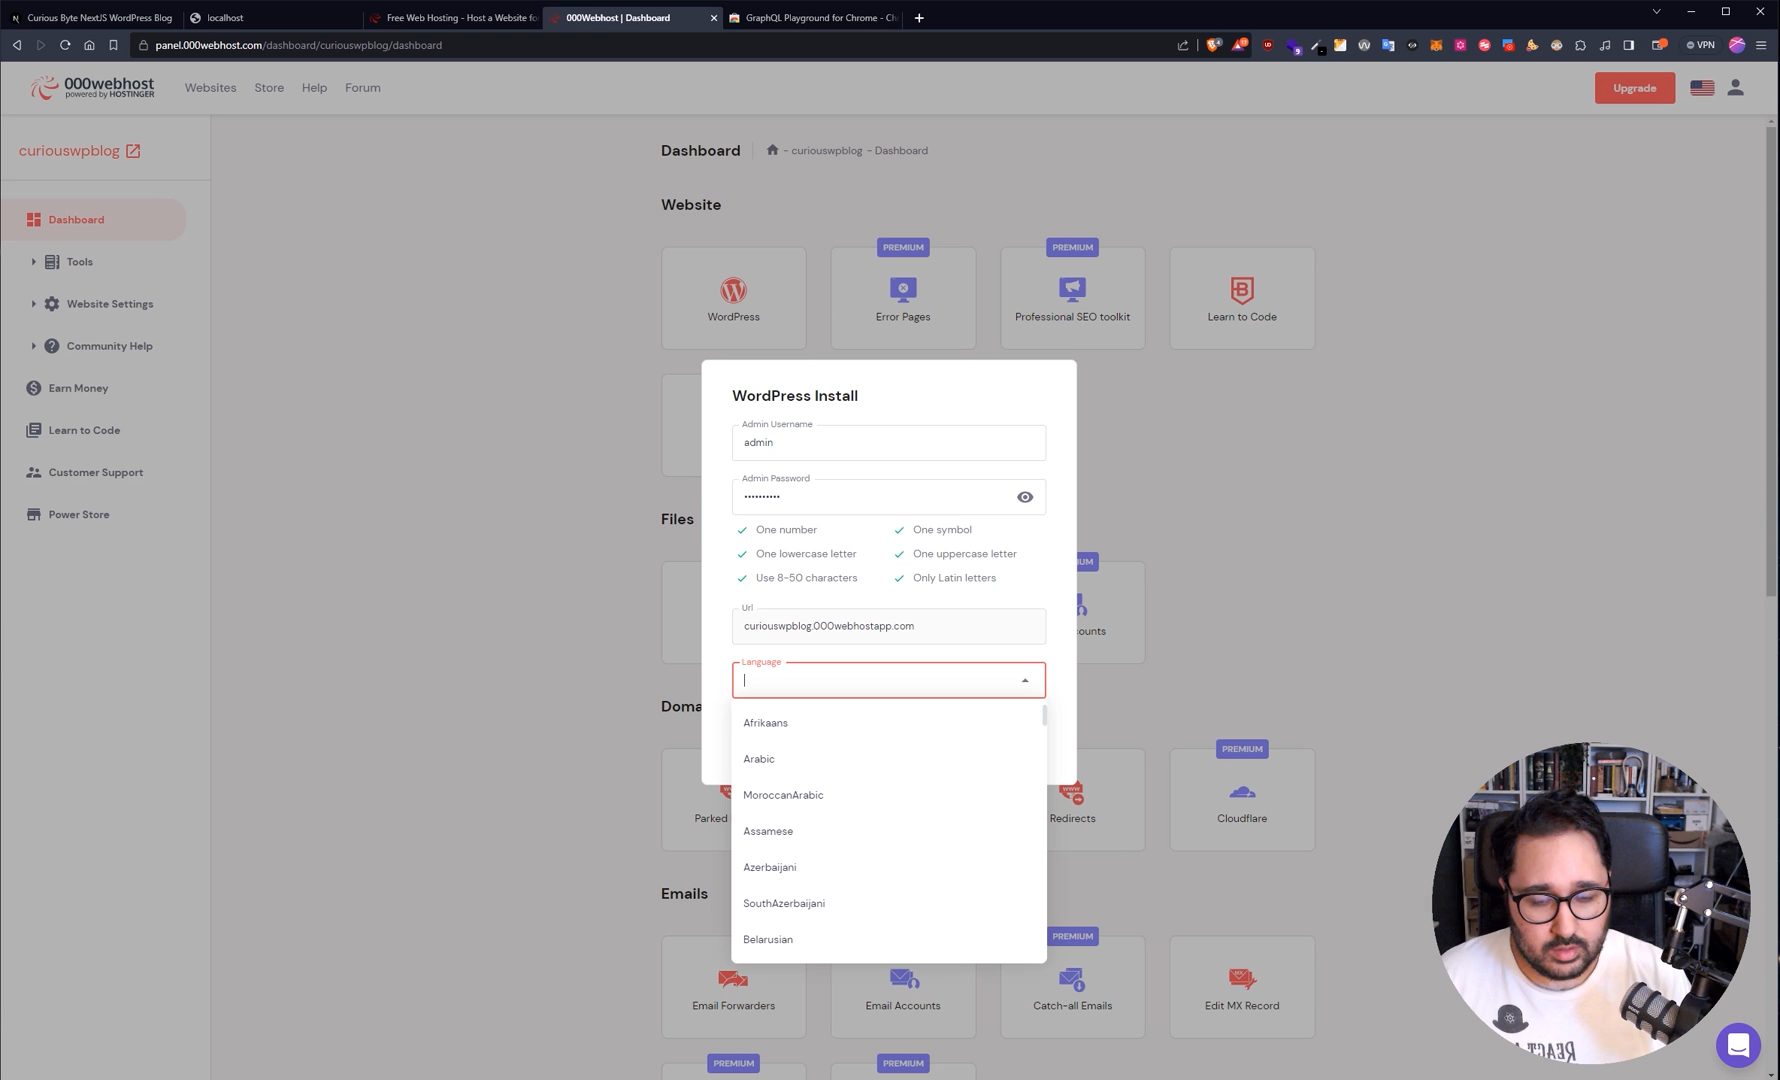 Curious Byte NextJS WordPress Blog
localhost
Free Web Hosting - Host a Website fo
000Webhost | Dashboard
GraphQL Playground for Chrome - Ch
panel.000webhost.com/dashboard/curiouswpblog/dashboard
VPN
000webhost
powered by HOSTINGER
Websites
Store
Help
Forum
Upgrade
curiouswpblog
Dashboard
Tools
Website Settings
Community Help
Earn Money
Learn to Code
Customer Support
Power Store
Dashboard
- curiouswpblog - Dashboard
Website
WordPress
PREMIUM
Error Pages
PREMIUM
Professional SEO toolkit
Learn to Code
WordPress Install
Admin Username
admin
Admin Password
One number
One symbol
One lowercase letter
One uppercase letter
Use 8-50 characters
Only Latin letters
Url
curiouswpblog.000webhostapp.com
Language
Afrikaans
Arabic
MoroccanArabic
Assamese
Azerbaijani
SouthAzerbaijani
Belarusian
Files
UM
counts
Doma
Parked
Redirects
PREMIUM
Cloudflare
Emails
Email Forwarders
Email Accounts
PREMIUM
Catch-all Emails
Edit MX Record
PREMIUM
PREMIUM